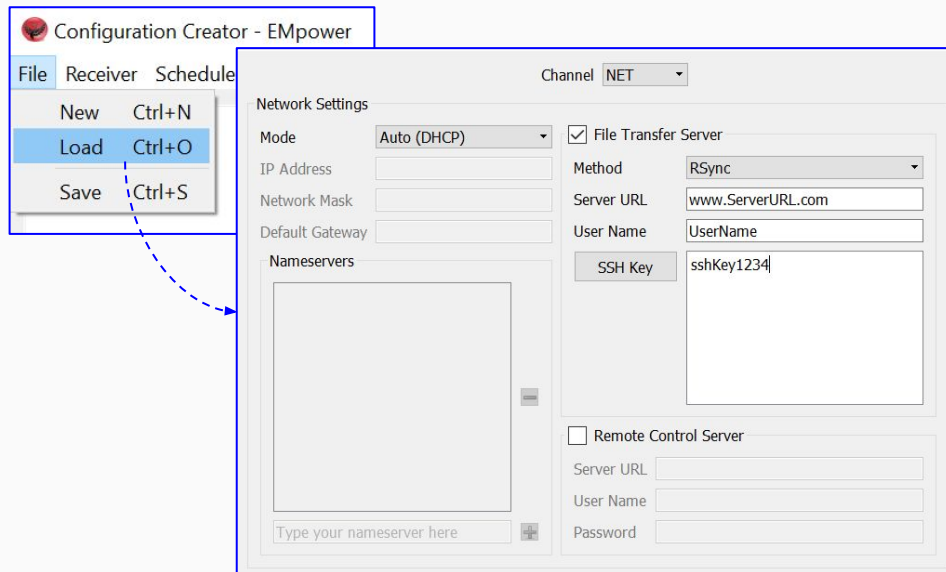 Configuration Creator - EMpower
File Receiver Schedule
New Ctrl+N
Load Ctrl+O
Save Ctrl+S
Channel NET
Network Settings
Mode Auto (DHCP)
IP Address
Network Mask
Default Gateway
Nameservers
Type your nameserver here
File Transfer Server
Method RSync
Server URL www.ServerURL.com
User Name UserName
SSH Key sshKey1234
Remote Control Server
Server URL
User Name
Password